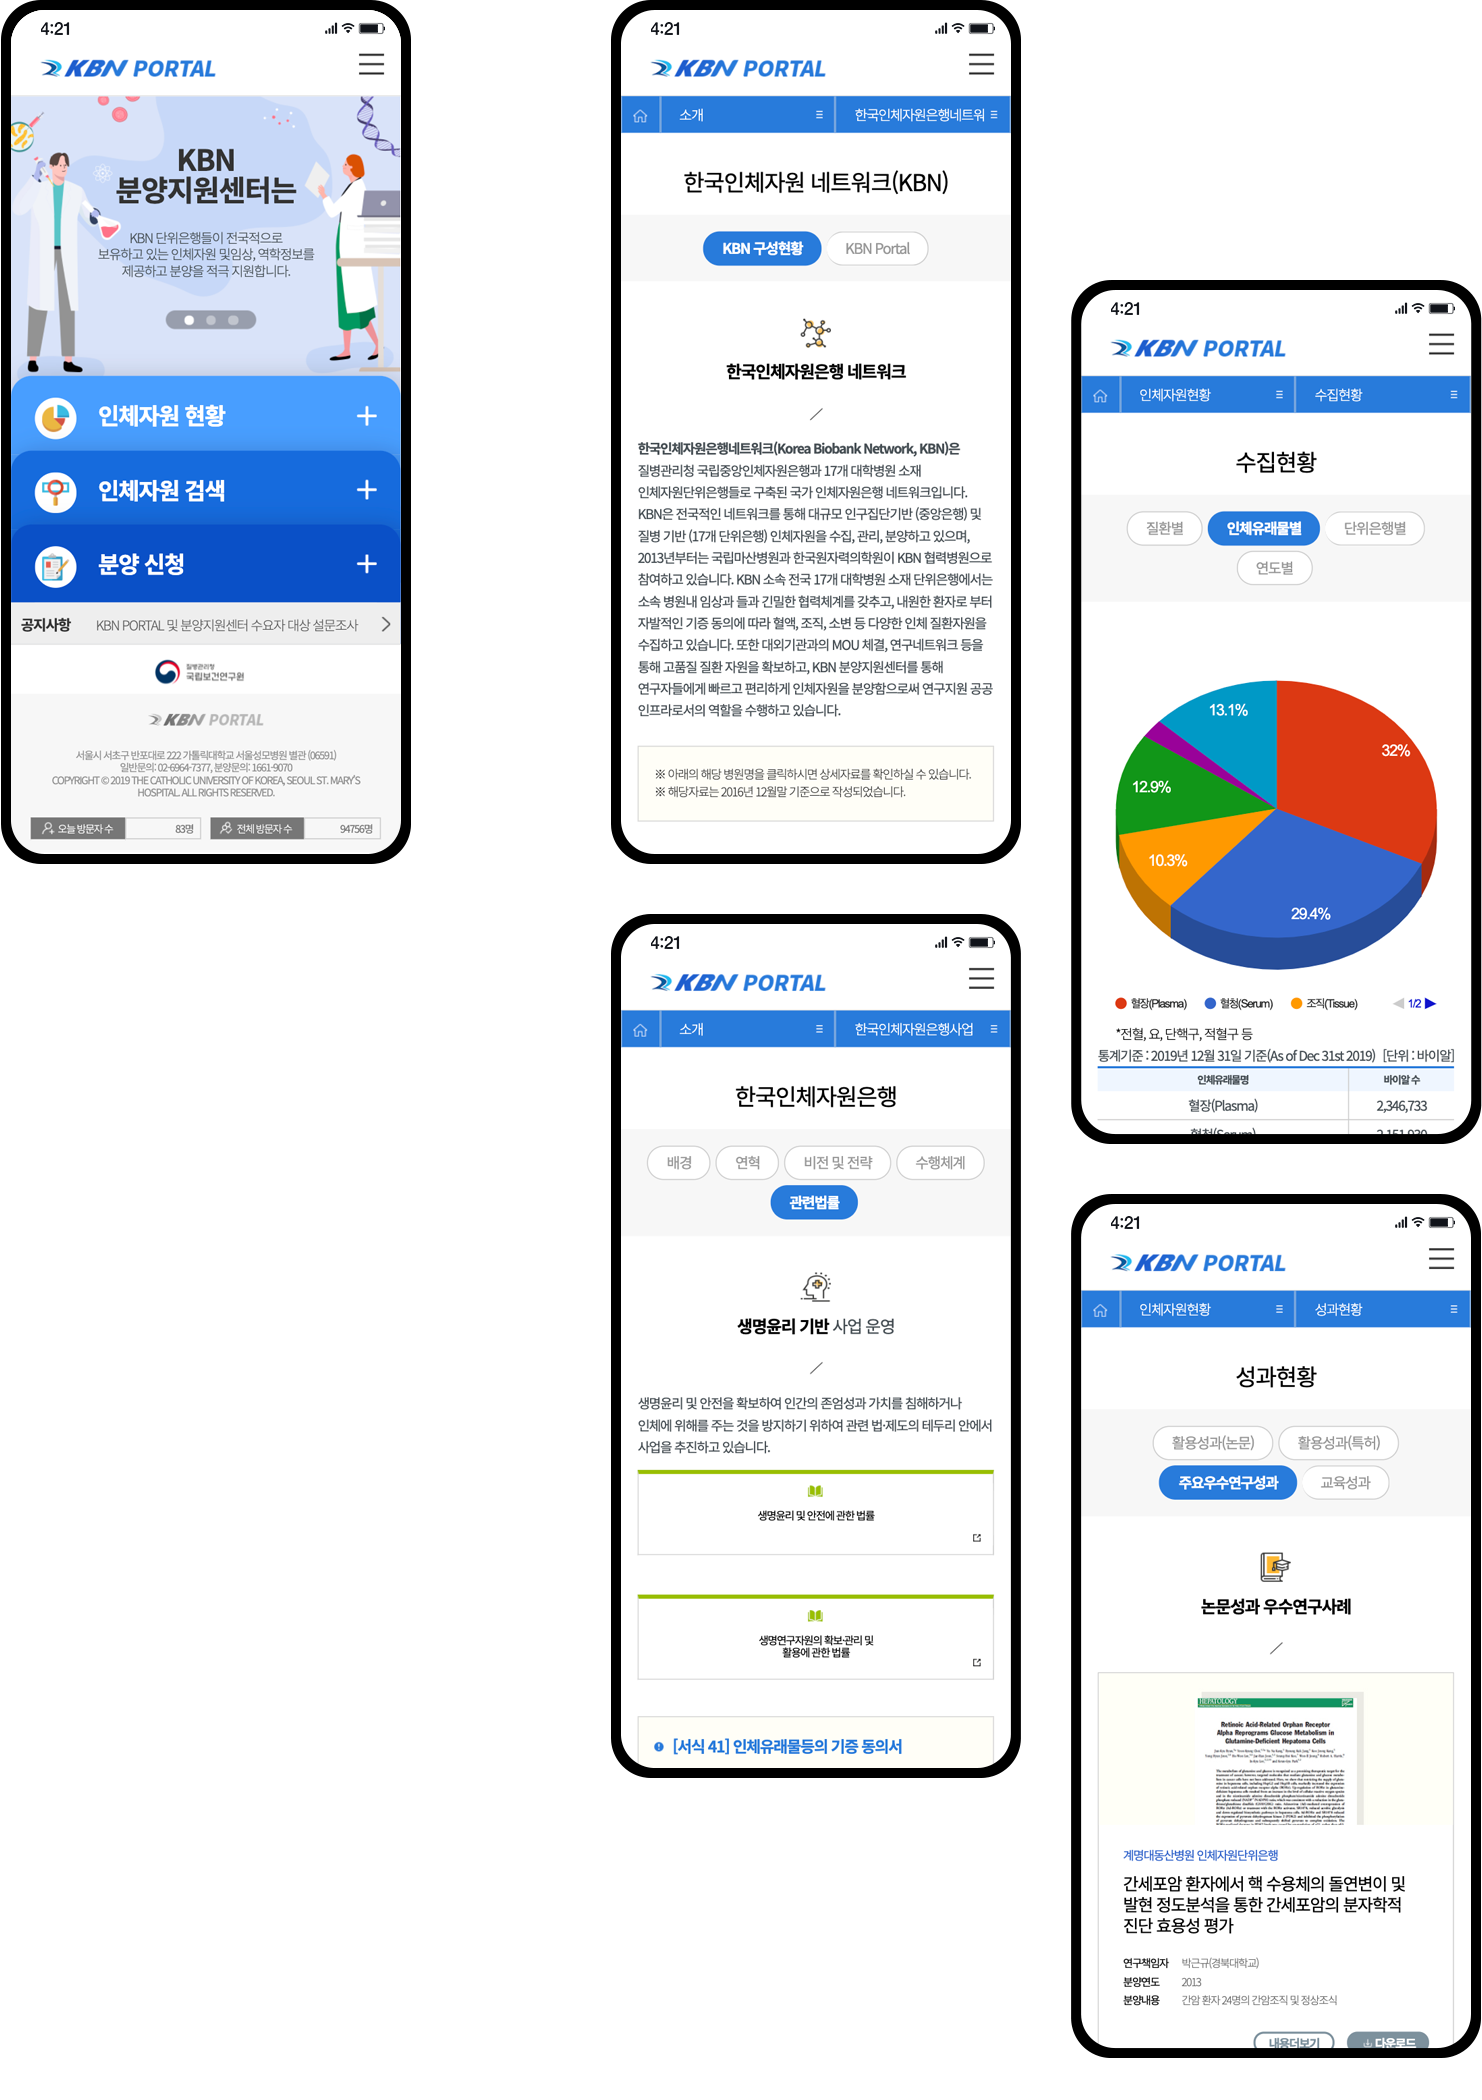 4:21
KBN PORTAL
KBN
분양지원센터는
KBN 단위은행들이 전국적으로
보유하고 있는 인체자원 및임상, 역학정보를
제공하고 분양을 적극 지원합니다.
인체자원 현황
인체자원 검색
분양 신청
공지사항 KBN PORTAL 및 분양지원센터 수요자 대상 설문조사
질병관리청
국립보건연구원
KBN PORTAL
서울시 서초구 반포대로 222 가톨릭대학교 서울성모병원 별관 (06591)
일반문의: 02-6964-7377, 분양문의: 1661-9070
COPYRIGHT © 2019 THE CATHOLIC UNIVERSITY OF KOREA, SEOUL ST. MARY'S
HOSPITAL. ALL RIGHTS RESERVED.
오늘 방문자 수 83명 전체 방문자 수 94756명
4:21
KBN PORTAL
소개 한국인체자원은행네트워
한국인체자원 네트워크(KBN)
KBN 구성현황 KBN Portal
한국인체자원은행 네트워크
한국인체자원은행네트워크(Korea Biobank Network, KBN)은
질병관리청 국립중앙인체자원은행과 17개 대학병원 소재
인체자원단위은행들로 구축된 국가 인체자원은행 네트워크입니다.
KBN은 전국적인 네트워크를 통해 대규모 인구집단기반 (중앙은행) 및
질병 기반 (17개 단위은행) 인체자원을 수집, 관리, 분양하고 있으며,
2013년부터는 국립마산병원과 한국원자력의학원이 KBN 협력병원으로
참여하고 있습니다. KBN 소속 전국 17개 대학병원 소재 단위은행에서는
소속 병원내 임상과 들과 긴밀한 협력체계를 갖추고, 내원한 환자로 부터
자발적인 기증 동의에 따라 혈액, 조직, 소변 등 다양한 인체 질환자원을
수집하고 있습니다. 또한 대외기관과의 MOU 체결, 연구네트워크 등을
통해 고품질 질환 자원을 확보하고, KBN 분양지원센터를 통해
연구자들에게 빠르고 편리하게 인체자원을 분양함으로써 연구지원 공공
인프라로서의 역할을 수행하고 있습니다.
※ 아래의 해당 병원명을 클릭하시면 상세자료를 확인하실 수 있습니다.
※ 해당자료는 2016년 12월말 기준으로 작성되었습니다.
4:21
KBN PORTAL
소개 한국인체자원은행사업
한국인체자원은행
배경 연혁 비전 및 전략 수행체계
관련법률
생명윤리 기반 사업 운영
생명윤리 및 안전을 확보하여 인간의 존엄성과 가치를 침해하거나
인체에 위해를 주는 것을 방지하기 위하여 관련 법·제도의 테두리 안에서
사업을 추진하고 있습니다.
생명윤리 및 안전에 관한 법률
생명연구자원의 확보·관리 및
활용에 관한 법률
[서식 41] 인체유래물등의 기증 동의서
4:21
KBN PORTAL
인체자원현황 수집현황
수집현황
질환별 인체유래물별 단위은행별
연도별
13.1%
32%
12.9%
10.3%
29.4%
혈장(Plasma) 혈청(Serum) 조직(Tissue) 1/2
*전혈, 요, 단핵구, 적혈구 등
통계기준 : 2019년 12월 31일 기준(As of Dec 31st 2019) [단위 : 바이알]
인체유래물명 바이알 수
혈장(Plasma) 2,346,733
혈청(Serum)
4:21
KBN PORTAL
인체자원현황 성과현황
성과현황
활용성과(논문) 활용성과(특허)
주요우수연구성과 교육성과
논문성과 우수연구사례
HEPATOLOGY
Retinoic Acid-Related Orphan Receptor
Alpha Reprograms Glucose Metabolism in
Glutamine-Deficient Hepatoma Cells
계명대동산병원 인체자원단위은행
간세포암 환자에서 핵 수용체의 돌연변이 및
발현 정도분석을 통한 간세포암의 분자학적
진단 효용성 평가
연구책임자 박근규(경북대학교)
분양연도 2013
분양내용 간암 환자 24명의 간암조직 및 정상조식
내용더보기 다운로드